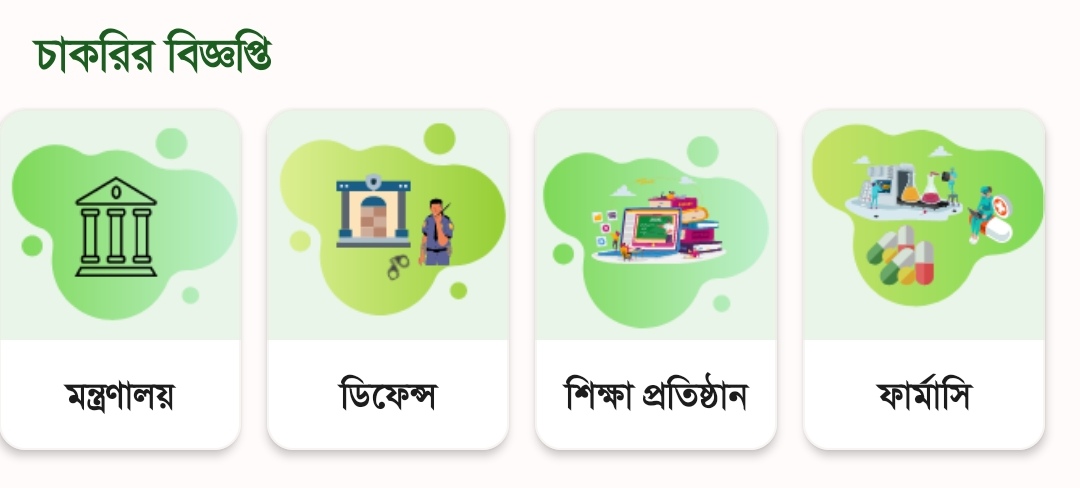 চাকরির বিজ্ঞপ্তি
মন্ত্রণালয়
ডিফেন্স
শিক্ষা প্রতিষ্ঠান
ফার্মাসি